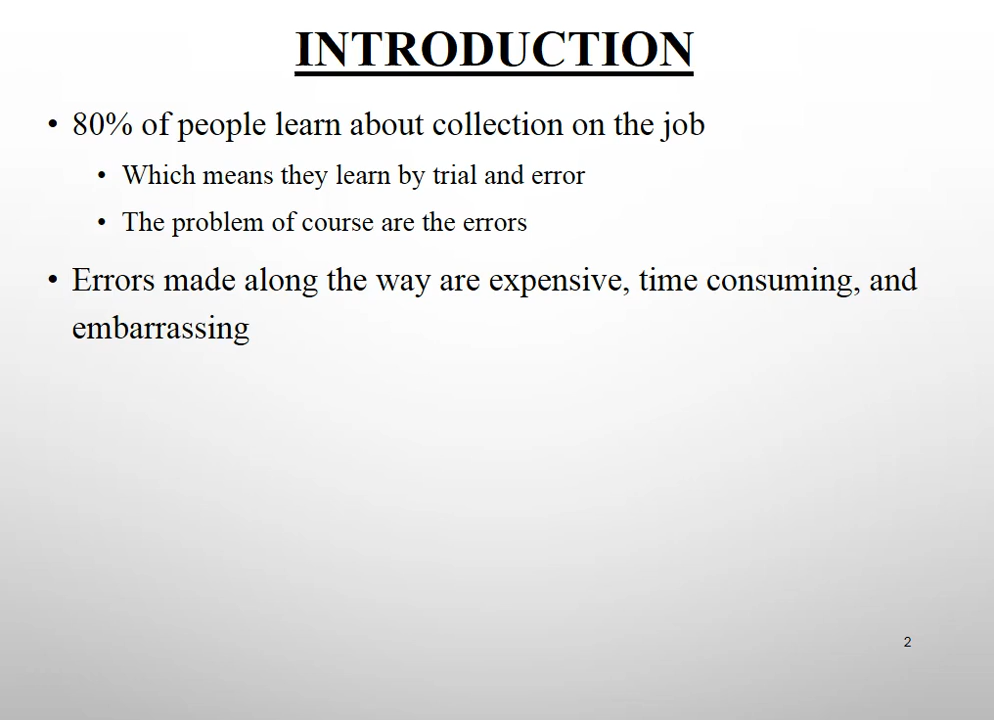 INTRODUCTION
• 80% of people learn about collection on the job
• Which means they learn by trial and error
• The problem of course are the errors
• Errors made along the way are expensive, time consuming, and
embarrassing
2